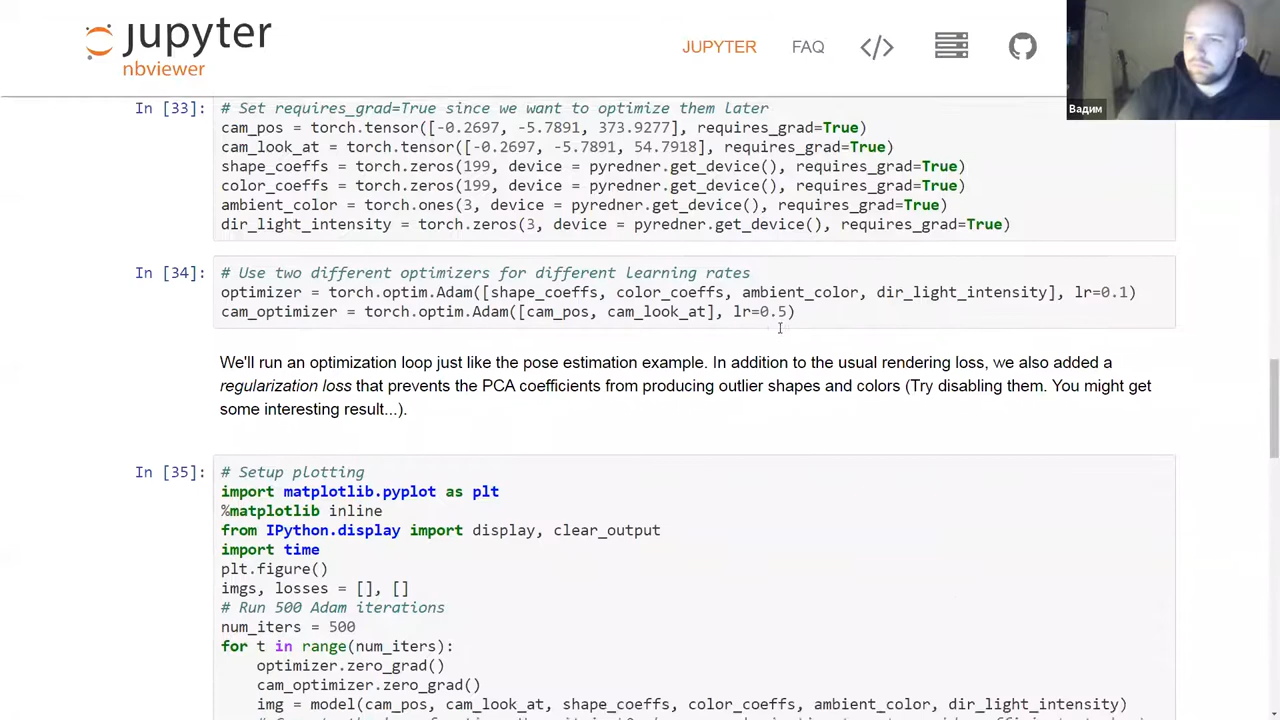 jupyter
nbviewer
JUPYTER
FAQ
</>
Вадим
In [33]:
# Set requires_grad=True since we want to optimize them later
cam_pos = torch.tensor([-0.2697, -5.7891, 373.9277], requires_grad=True)
cam_look_at = torch.tensor([-0.2697, -5.7891, 54.7918], requires_grad=True)
shape_coeffs = torch.zeros(199, device = pyredner.get_device(), requires_grad=True)
color_coeffs = torch.zeros(199, device = pyredner.get_device(), requires_grad=True)
ambient_color = torch.ones(3, device = pyredner.get_device(), requires_grad=True)
dir_light_intensity = torch.zeros(3, device = pyredner.get_device(), requires_grad=True)
In [34]:
# Use two different optimizers for different learning rates
optimizer = torch.optim.Adam([shape_coeffs, color_coeffs, ambient_color, dir_light_intensity], lr=0.1)
cam_optimizer = torch.optim.Adam([cam_pos, cam_look_at], lr=0.5)
We'll run an optimization loop just like the pose estimation example. In addition to the usual rendering loss, we also added a
regularization loss that prevents the PCA coefficients from producing outlier shapes and colors (Try disabling them. You might get
some interesting result...).
In [35]:
# Setup plotting
import matplotlib.pyplot as plt
%matplotlib inline
from IPython.display import display, clear_output
import time
plt.figure()
imgs, losses = [], []
# Run 500 Adam iterations
num_iters = 500
for t in range(num_iters):
optimizer.zero_grad()
cam_optimizer.zero_grad()
img = model(cam_pos, cam_look_at, shape_coeffs, color_coeffs, ambient_color, dir_light_intensity)